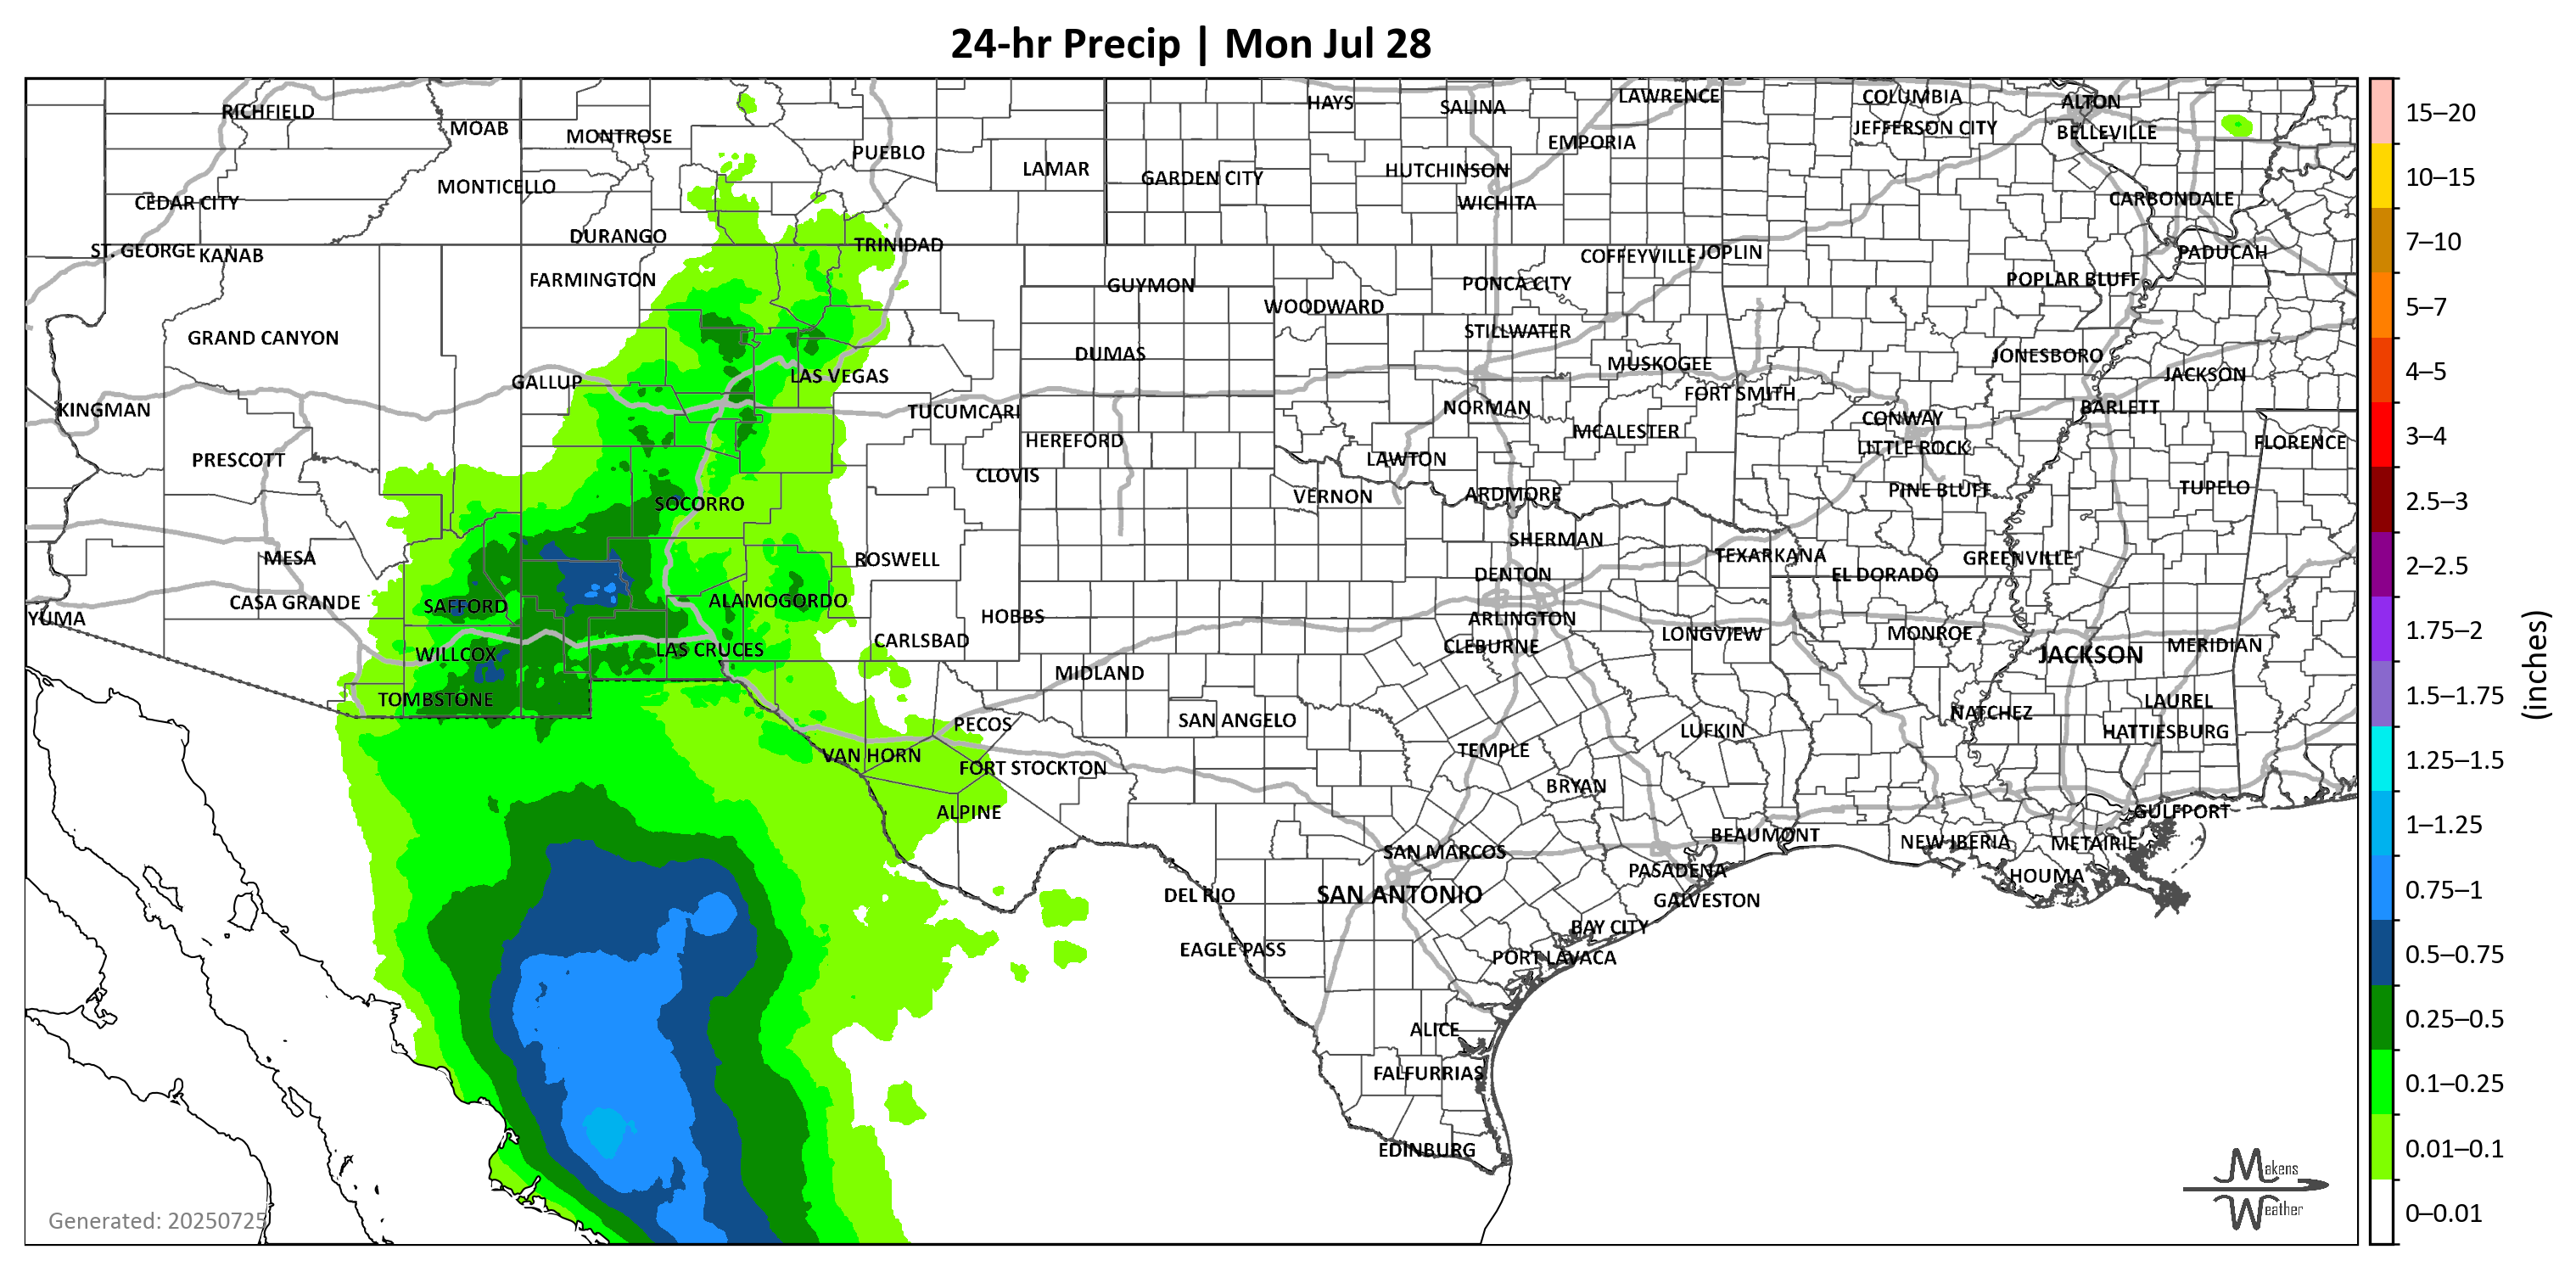 24-hr Precip | Mon Jul 28
RICHFIELD
MOAB
MONTROSE
PUEBLO
LAMAR
HAYS
SALINA
LAWRENCE
COLUMBIA
ALTON
JEFFERSON CITY
BELLEVILLE
EMPORIA
GARDEN CITY
HUTCHINSON
WICHITA
CEDAR CITY
MONTICELLO
CARBONDALE
ST. GEORGE
KANAB
DURANGO
TRINIDAD
COFFEYVILLE
JOPLIN
PADUCAH
FARMINGTON
GUYMON
WOODWARD
PONCA CITY
POPLAR BLUFF
GRAND CANYON
DUMAS
STILLWATER
MUSKOGEE
JONESBORO
GALLUP
LAS VEGAS
FORT SMITH
JACKSON
KINGMAN
TUCUMCARI
NORMAN
CONWAY
BARLETT
HEREFORD
MCALESTER
LITTLE ROCK
FLORENCE
PRESCOTT
CLOVIS
LAWTON
SOCORRO
VERNON
ARDMORE
PINE BLUFF
TUPELO
MESA
ROSWELL
SHERMAN
TEXARKANA
GREENVILLE
DENTON
EL DORADO
YUMA
CASA GRANDE
SAFFORD
ALAMOGORDO
HOBBS
ARLINGTON
WILLCOX
LAS CRUCES
CARLSBAD
CLEBURNE
LONGVIEW
MONROE
JACKSON
MERIDIAN
TOMBSTONE
MIDLAND
PECOS
SAN ANGELO
LUFKIN
NATCHEZ
LAUREL
HATTIESBURG
VAN HORN
FORT STOCKTON
TEMPLE
BRYAN
ALPINE
BEAUMONT
GULFPORT
SAN MARCOS
NEW IBERIA
METAIRIE
DEL RIO
SAN ANTONIO
PASADENA
HOUMA
GALVESTON
EAGLE PASS
BAY CITY
PORT LAVACA
ALICE
FALFURRIAS
EDINBURG
Generated: 20250725
Makens
Weather
15–20
10–15
7–10
5–7
4–5
3–4
2.5–3
2–2.5
1.75–2
1.5–1.75
1.25–1.5
1–1.25
0.75–1
0.5–0.75
0.25–0.5
0.1–0.25
0.01–0.1
0–0.01
(inches)